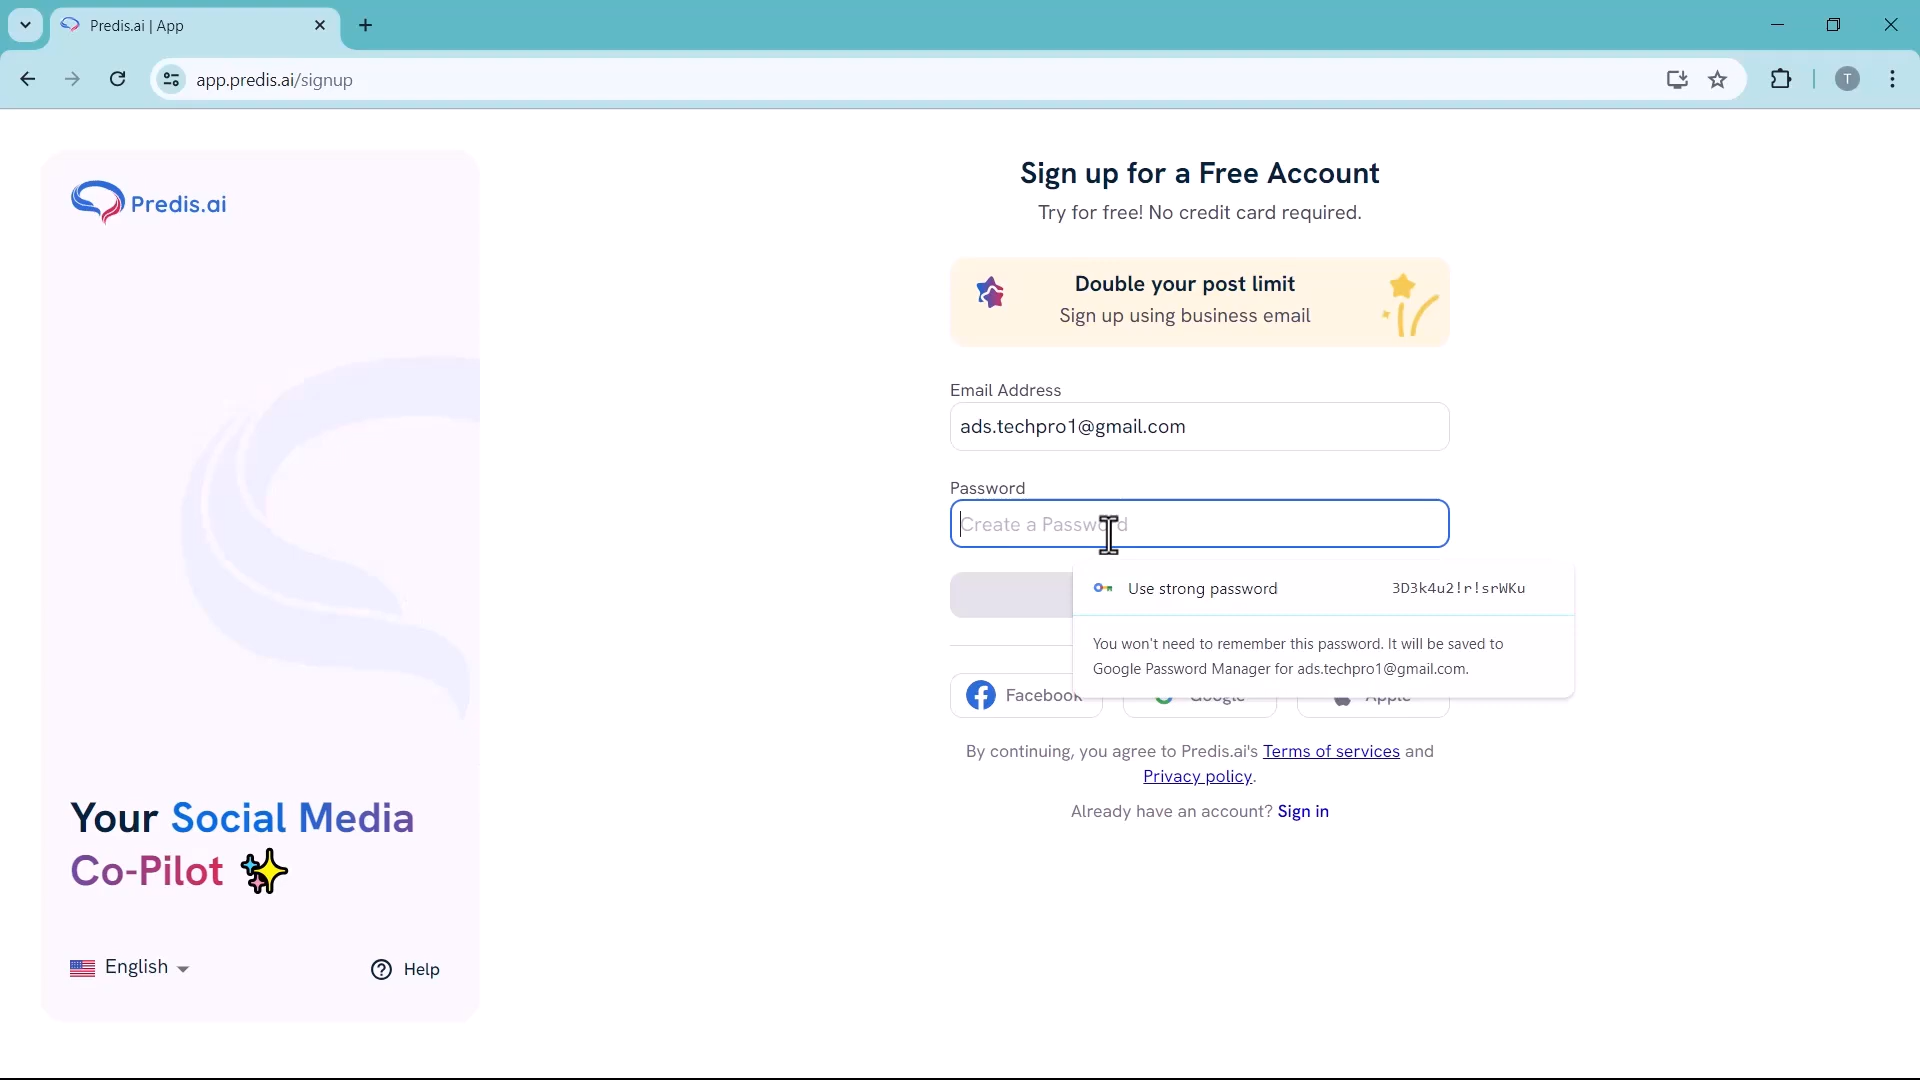 Predis.ai | App
app.predis.ai/signup
T
Predis.ai
Your Social Media
Co-Pilot
English
Help
Sign up for a Free Account
Try for free! No credit card required.
Double your post limit
Sign up using business email
Email Address
ads.techpro1@gmail.com
Password
Create a Password
Use strong password 3D3k4u2!r!srWKu
You won't need to remember this password. It will be saved to
Google Password Manager for ads.techpro1@gmail.com.
Facebook Google Apple
By continuing, you agree to Predis.ai's Terms of services and
Privacy policy.
Already have an account? Sign in